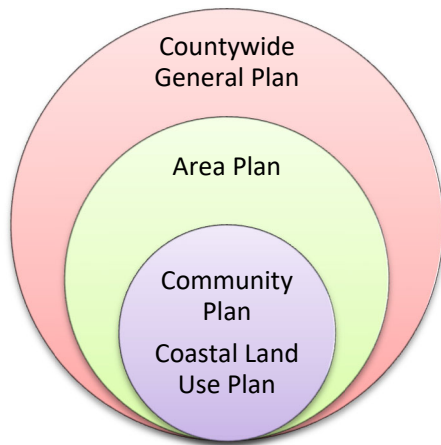 Countywide
General Plan
Area Plan
Community
Plan
Coastal Land
Use Plan